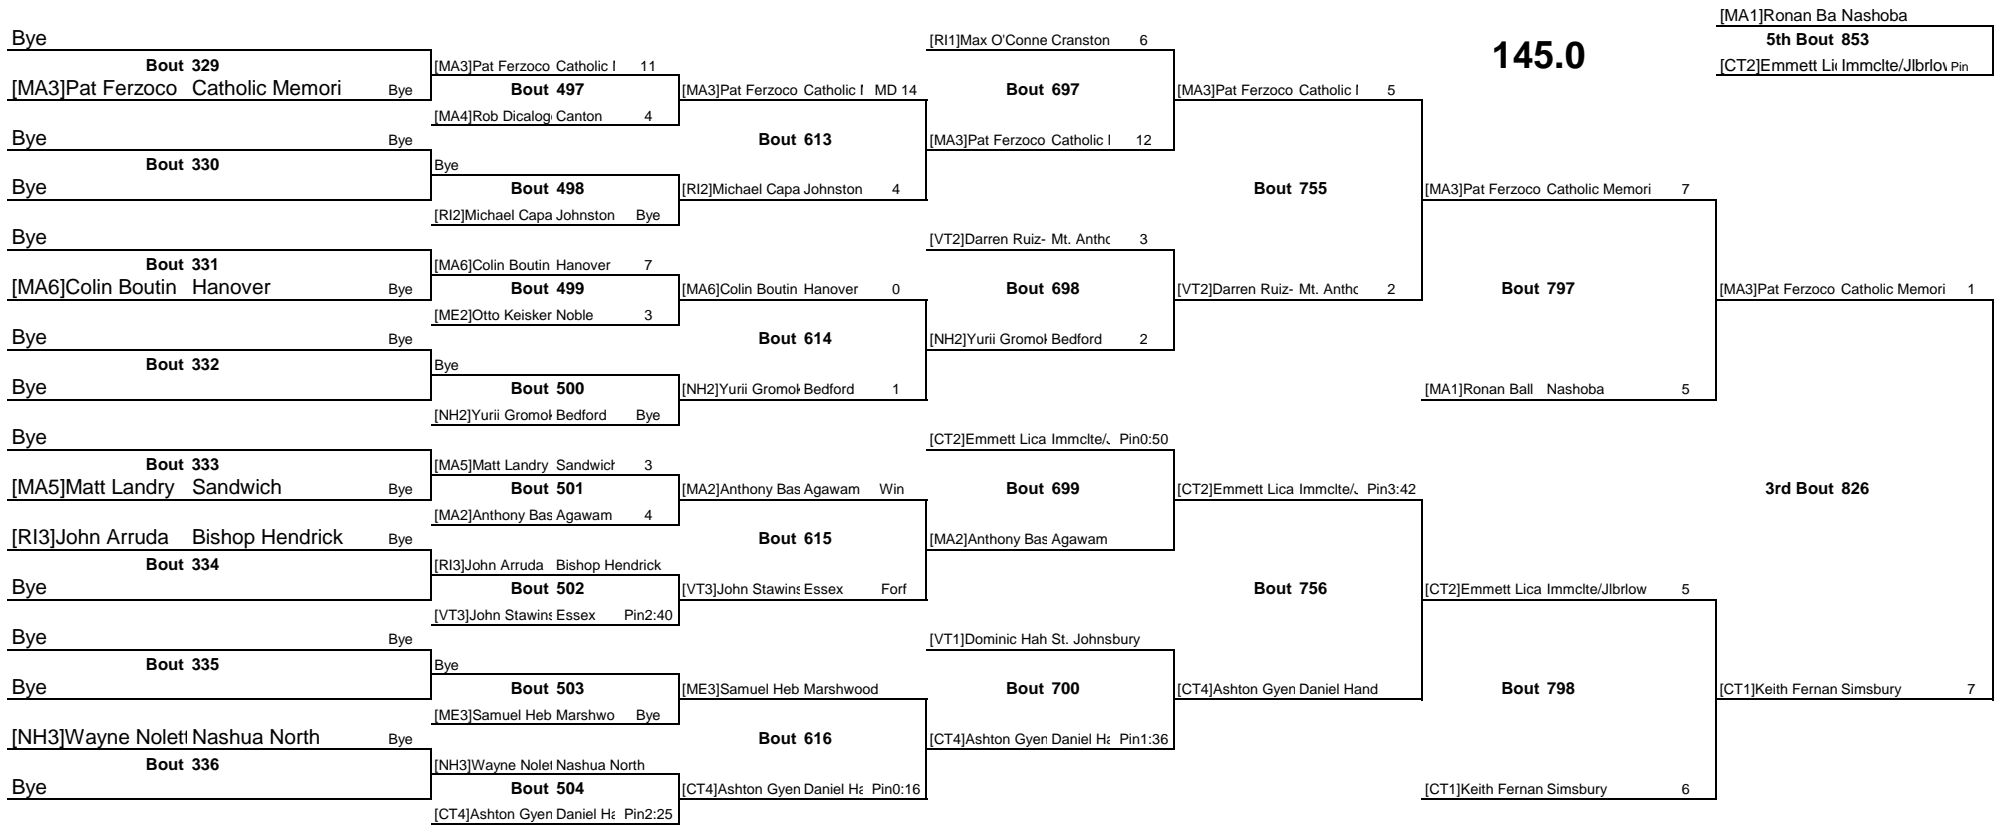 145.0
Bye
Bout 329
[MA3]Pat Ferzoco Catholic Memori Bye
Bye Bye
Bout 330
Bye
Bye
Bout 331
[MA6]Colin Boutin Hanover Bye
Bye Bye
Bout 332
Bye
Bye
Bout 333
[MA5]Matt Landry Sandwich Bye
[RI3]John Arruda Bishop Hendrick Bye
Bout 334
Bye
Bye Bye
Bout 335
Bye
[NH3]Wayne Nolett Nashua North Bye
Bout 336
Bye
[MA3]Pat Ferzoco Catholic 11
Bout 497
[MA4]Rob Dicalog Canton 4
Bye
Bout 498
[RI2]Michael Capa Johnston Bye
[MA6]Colin Boutin Hanover 7
Bout 499
[ME2]Otto Keisker Noble 3
Bye
Bout 500
[NH2]Yurii Gromol Bedford Bye
[MA5]Matt Landry Sandwich 3
Bout 501
[MA2]Anthony Bas Agawam 4
[RI3]John Arruda Bishop Hendrick
Bout 502
[VT3]John Stawins Essex Pin2:40
Bye
Bout 503
[ME3]Samuel Heb Marshwo Bye
[NH3]Wayne Nolet Nashua North
Bout 504
[CT4]Ashton Gyen Daniel Ha Pin2:25
[MA3]Pat Ferzoco Catholic MD 14
Bout 613
[RI2]Michael Capa Johnston 4
[MA6]Colin Boutin Hanover 0
Bout 614
[NH2]Yurii Gromok Bedford 1
[MA2]Anthony Bas Agawam Win
Bout 615
[VT3]John Stawins Essex Forf
[ME3]Samuel Heb Marshwood
Bout 616
[CT4]Ashton Gyen Daniel Ha Pin0:16
[RI1]Max O'Conne Cranston 6
Bout 697
[MA3]Pat Ferzoco Catholic 12
[VT2]Darren Ruiz- Mt. Antho 3
Bout 698
[NH2]Yurii Gromol Bedford 2
[CT2]Emmett Lica Immclte/J Pin0:50
Bout 699
[MA2]Anthony Bas Agawam
[VT1]Dominic Hah St. Johnsbury
Bout 700
[CT4]Ashton Gyen Daniel Ha Pin1:36
[MA3]Pat Ferzoco Catholic 5
Bout 755
[VT2]Darren Ruiz- Mt. Antho 2
[CT2]Emmett Lica Immclte/J Pin3:42
Bout 756
[CT4]Ashton Gyen Daniel Hand
[MA3]Pat Ferzoco Catholic Memori 7
Bout 797
[MA1]Ronan Ball Nashoba 5
[CT2]Emmett Lica Immclte/Jlbrlow 5
Bout 798
[CT1]Keith Fernan Simsbury 6
[MA3]Pat Ferzoco Catholic Memori 1
3rd Bout 826
[CT1]Keith Fernan Simsbury 7
[MA1]Ronan Ba Nashoba
5th Bout 853
[CT2]Emmett Lic Immclte/Jlbrlov Pin